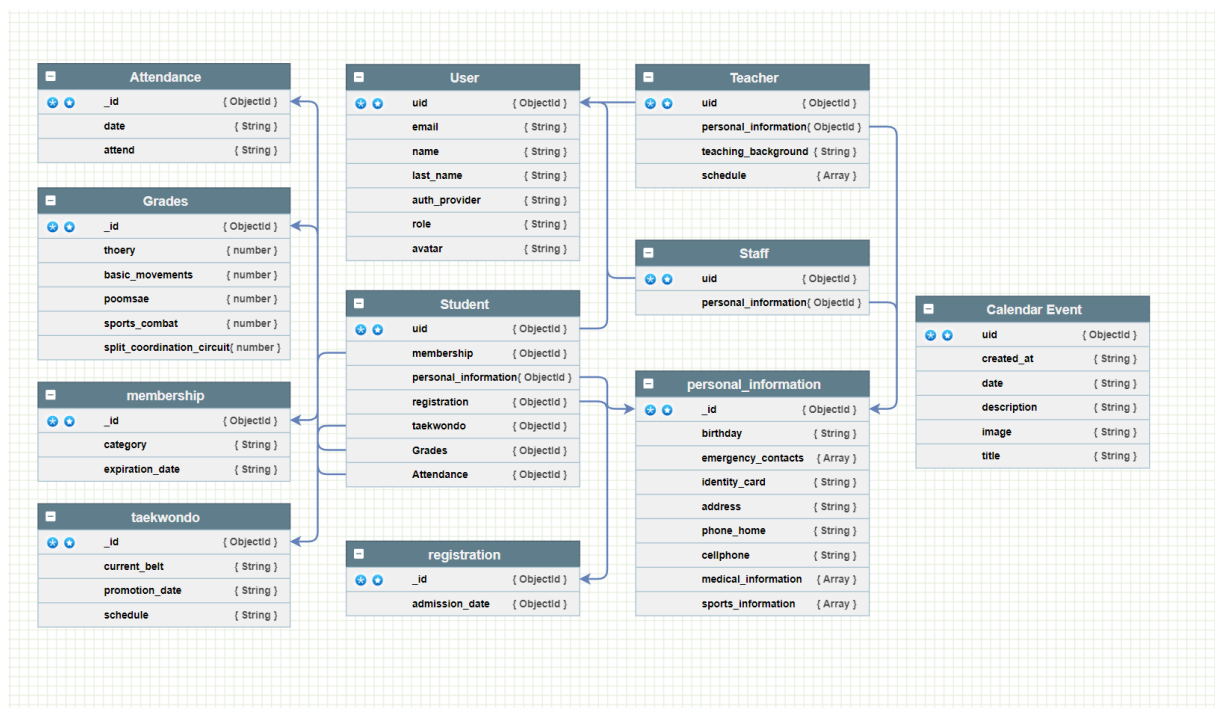 Attendance
_id { ObjectId }
date { String }
attend { String }
Grades
_id { ObjectId }
thoery { number }
basic_movements { number }
poomsae { number }
sports_combat { number }
split_coordination_circuit{ number }
membership
_id { ObjectId }
category { String }
expiration_date { String }
taekwondo
_id { ObjectId }
current_belt { String }
promotion_date { String }
schedule { String }
User
uid { ObjectId }
email { String }
name { String }
last_name { String }
auth_provider { String }
role { String }
avatar { String }
Student
uid { ObjectId }
membership { ObjectId }
personal_information{ ObjectId }
registration { ObjectId }
taekwondo { ObjectId }
Grades { ObjectId }
Attendance { ObjectId }
registration
_id { ObjectId }
admission_date { ObjectId }
Teacher
uid { ObjectId }
personal_information{ ObjectId }
teaching_background { String }
schedule { Array }
Staff
uid { ObjectId }
personal_information{ ObjectId }
personal_information
_id { ObjectId }
birthday { String }
emergency_contacts { Array }
identity_card { String }
address { String }
phone_home { String }
cellphone { String }
medical_information { Array }
sports_information { Array }
Calendar Event
uid { ObjectId }
created_at { String }
date { String }
description { String }
image { String }
title { String }